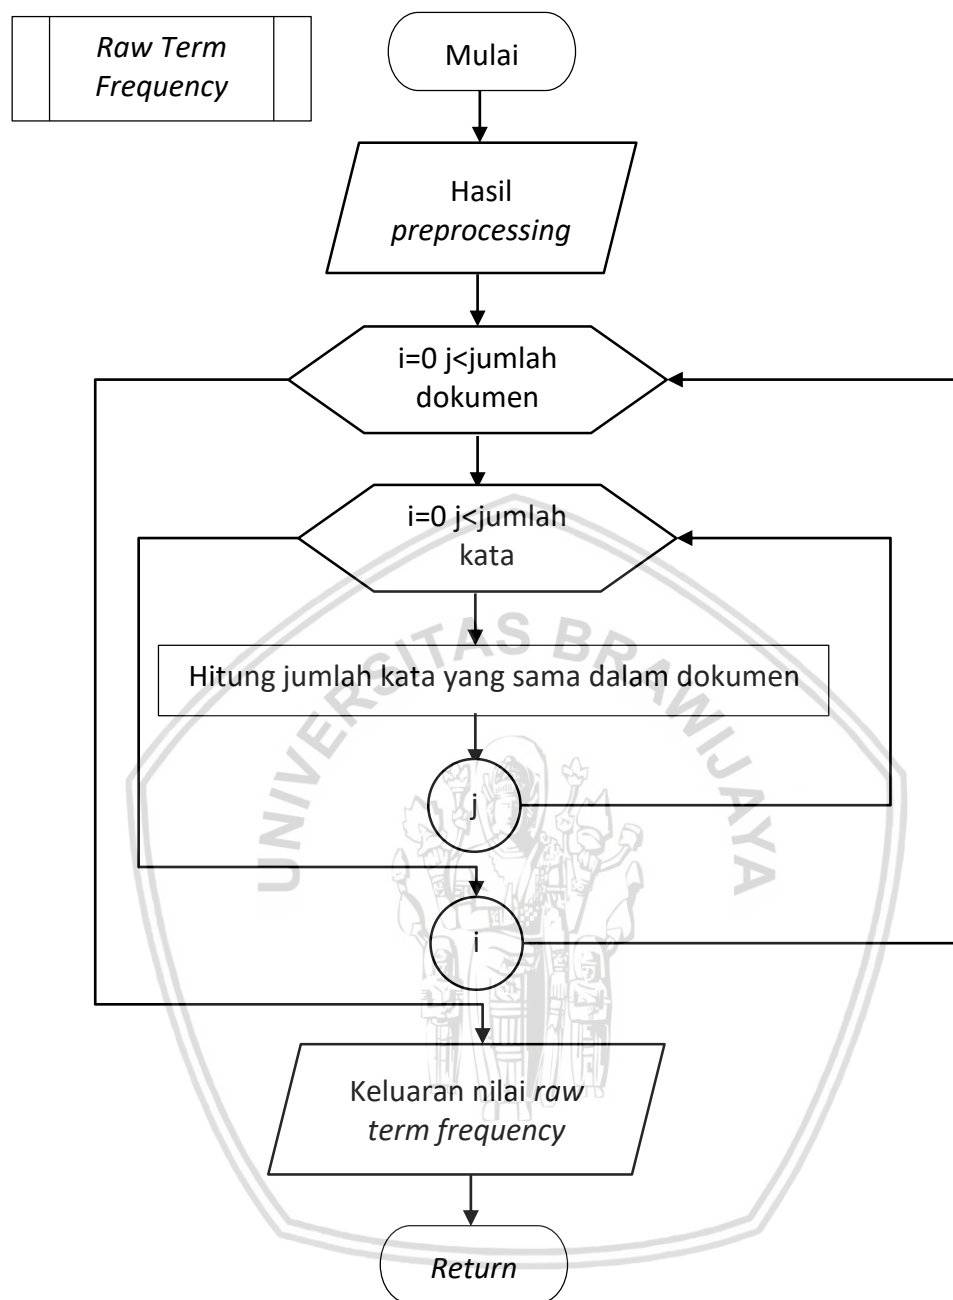 Raw Term
Frequency
Mulai
Hasil
preprocessing
i=0 j<jumlah
dokumen
i=0 j<jumlah
kata
Hitung jumlah kata yang sama dalam dokumen
j
i
Keluaran nilai raw
term frequency
Return
UNIVERSITAS BRAWIJAYA